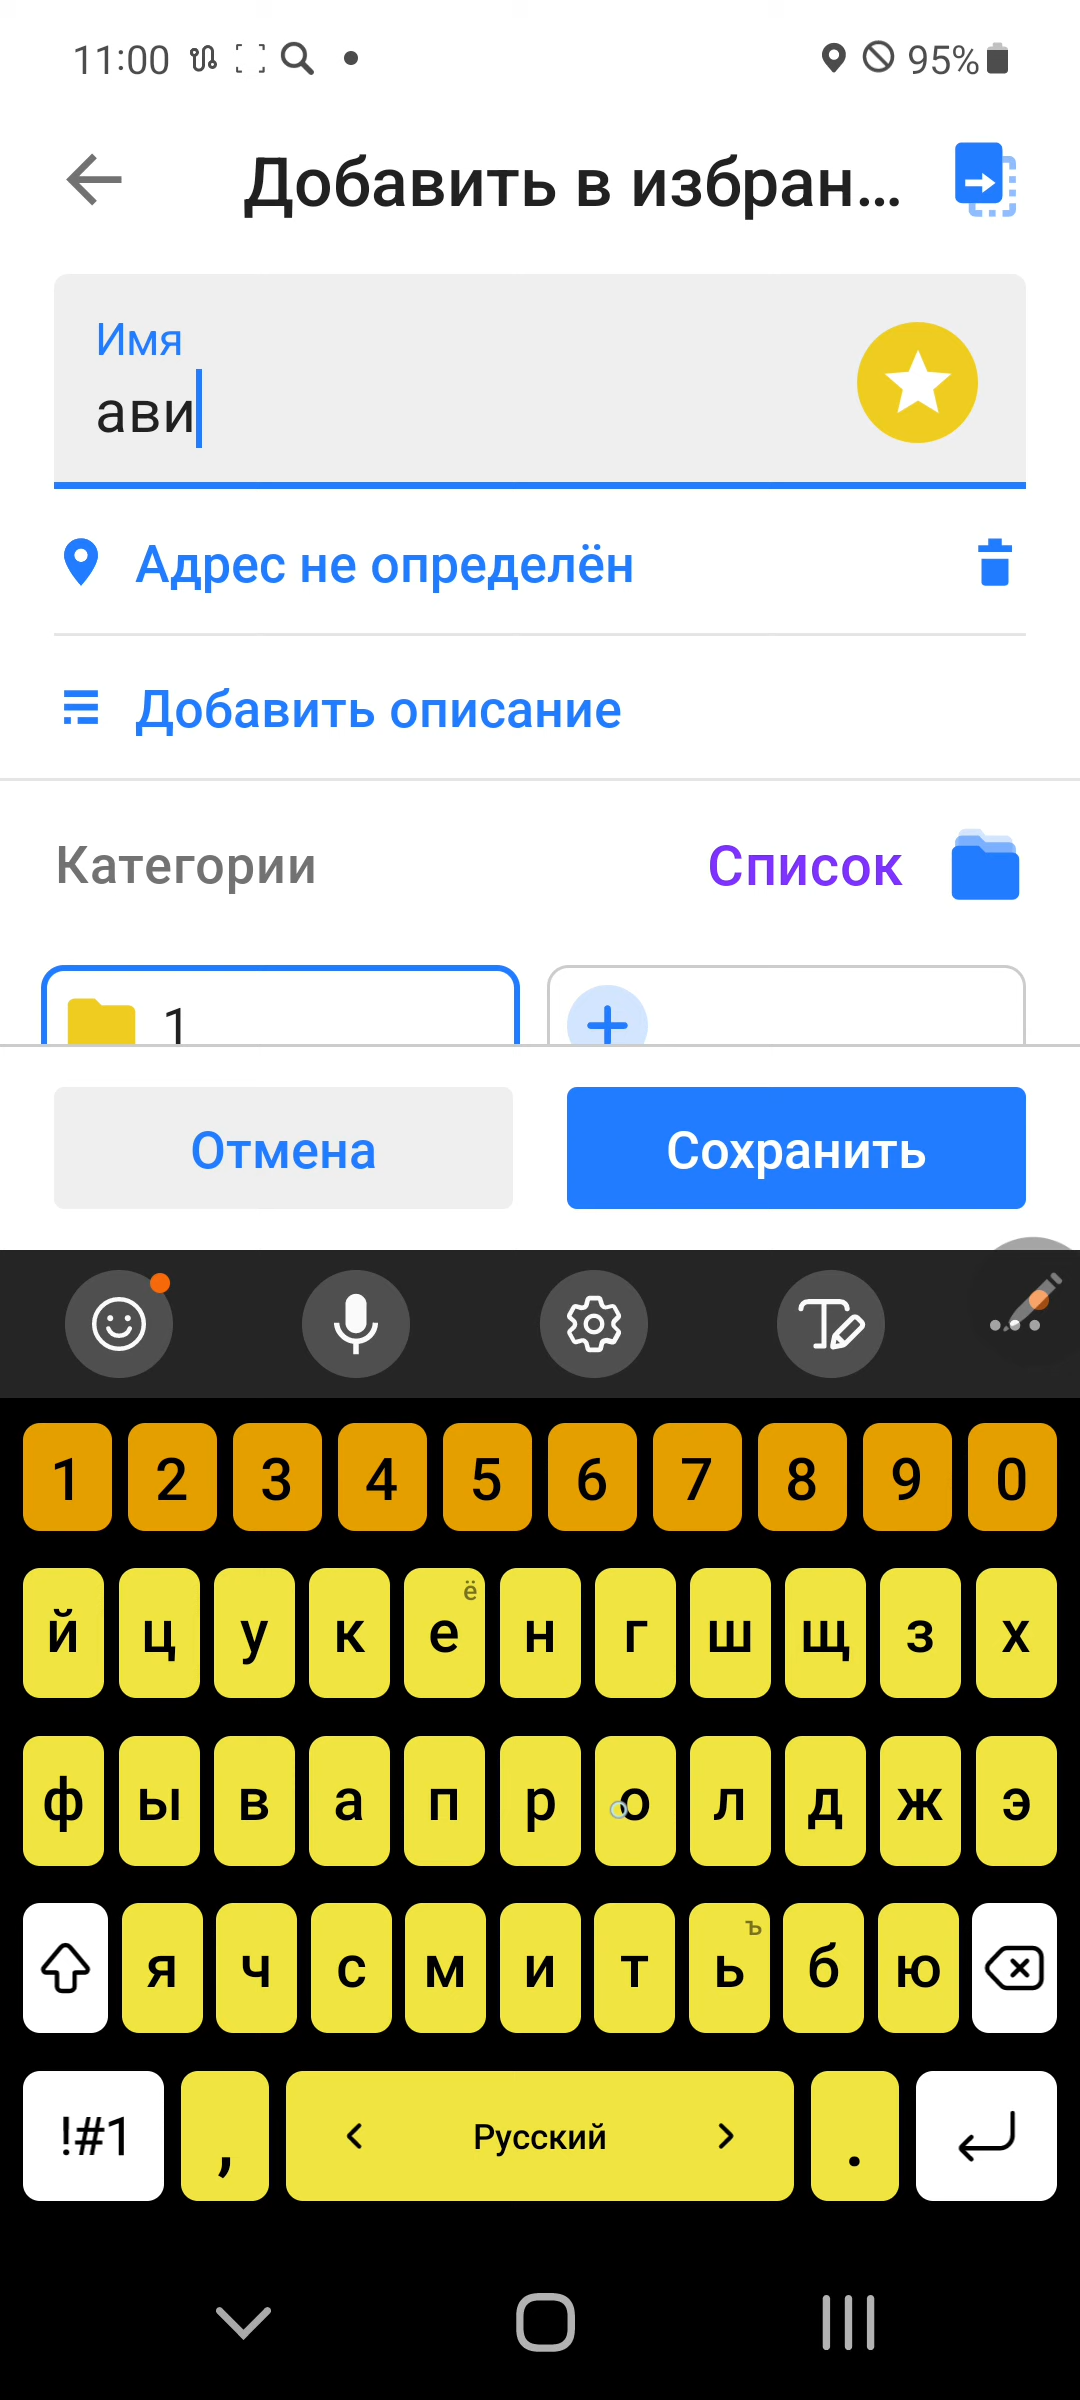 11:00 95%
Добавить в избран...
Имя
ави
Адрес не определён
Добавить описание
Категории Список
1
Отмена Сохранить
1 2 3 4 5 6 7 8 9 0
й ц у к е ё н г ш щ з х
ф ы в а п р о л д ж э
я ч с м и т ь ъ б ю
!#1 , Русский .